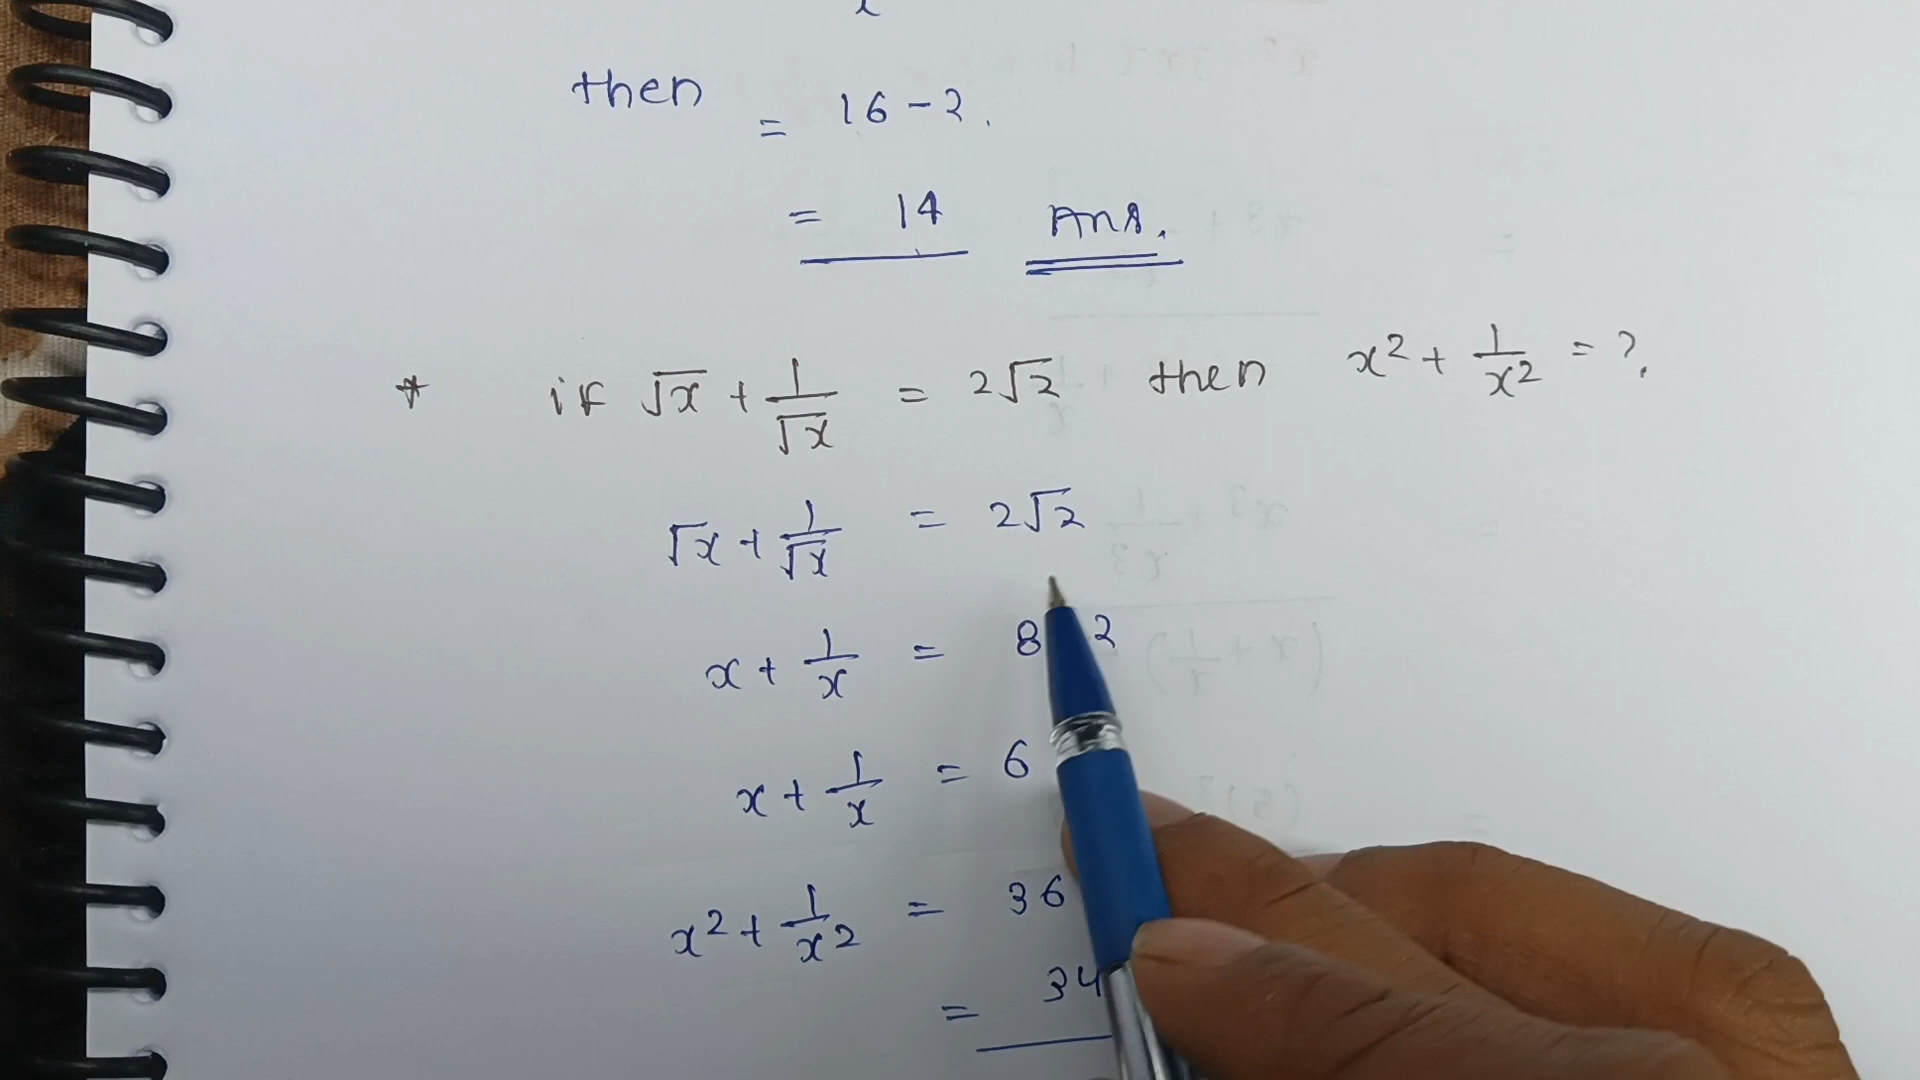 then = 16 - 2.
= 14 Ans.
* if √x + 1/√x = 2√2 then x² + 1/x² = ?.
√x + 1/√x = 2√2
x + 1/x = 8 2
x + 1/x = 6
x² + 1/x² = 36
= 34